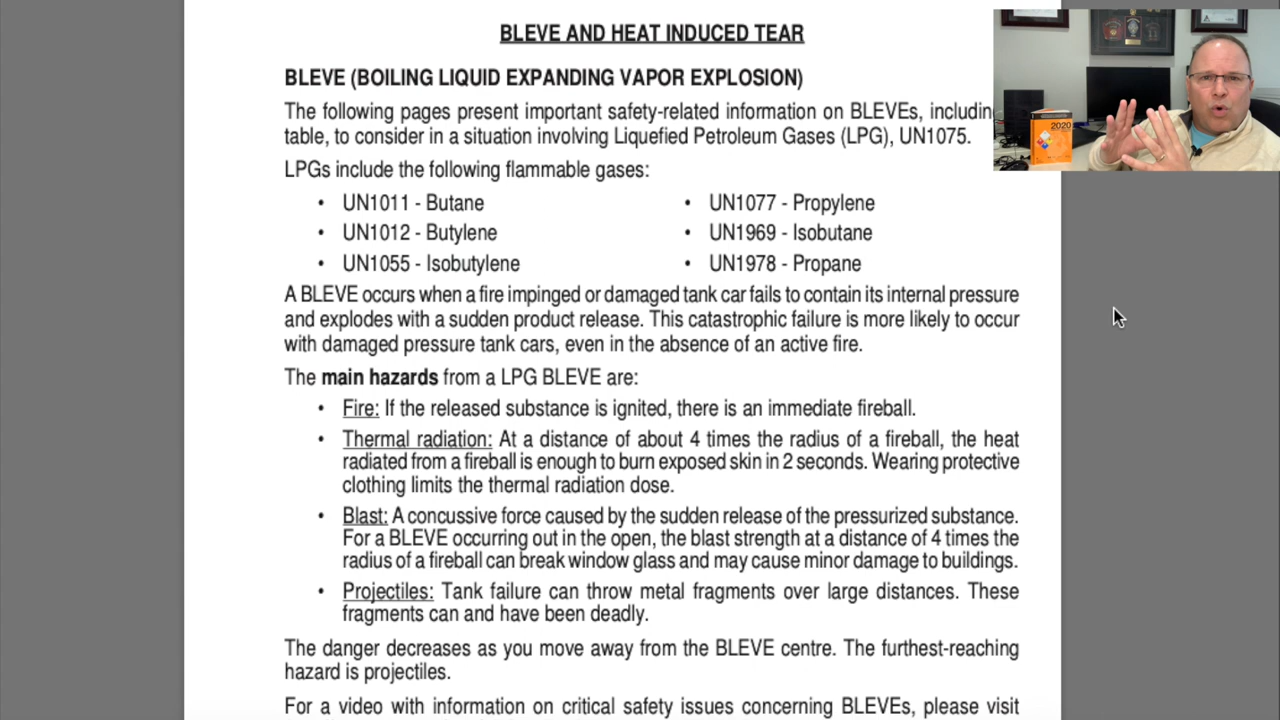 BLEVE AND HEAT INDUCED TEAR
BLEVE (BOILING LIQUID EXPANDING VAPOR EXPLOSION)
The following pages present important safety-related information on BLEVEs, includin
table, to consider in a situation involving Liquefied Petroleum Gases (LPG), UN1075.
2020
LPGs include the following flammable gases:
• UN1011 - Butane
• UN1077 - Propylene
• UN1012 - Butylene
• UN1969 - Isobutane
• UN1055 - Isobutylene
• UN1978 - Propane
A BLEVE occurs when a fire impinged or damaged tank car fails to contain its internal pressure
and explodes with a sudden product release. This catastrophic failure is more likely to occur
with damaged pressure tank cars, even in the absence of an active fire.
The main hazards from a LPG BLEVE are:
• Fire: If the released substance is ignited, there is an immediate fireball.
• Thermal radiation: At a distance of about 4 times the radius of a fireball, the heat
radiated from a fireball is enough to burn exposed skin in 2 seconds. Wearing protective
clothing limits the thermal radiation dose.
• Blast: A concussive force caused by the sudden release of the pressurized substance.
For a BLEVE occurring out in the open, the blast strength at a distance of 4 times the
radius of a fireball can break window glass and may cause minor damage to buildings.
• Projectiles: Tank failure can throw metal fragments over large distances. These
fragments can and have been deadly.
The danger decreases as you move away from the BLEVE centre. The furthest-reaching
hazard is projectiles.
For a video with information on critical safety issues concerning BLEVEs, please visit